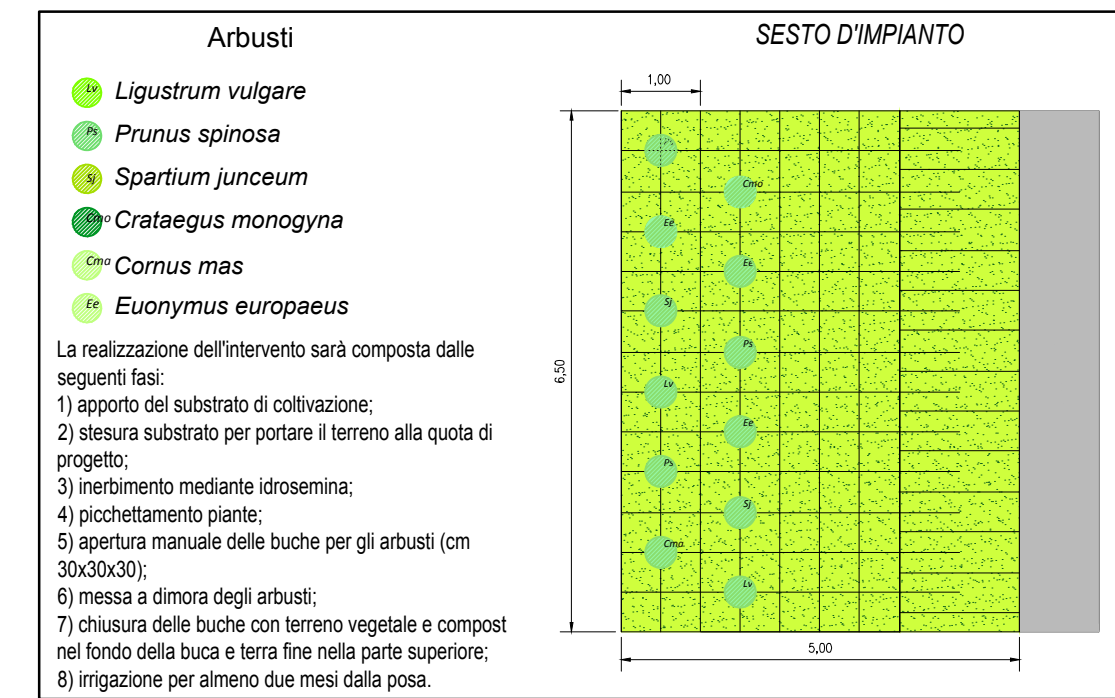 Arbusti
Lv Ligustrum vulgare
Ps Prunus spinosa
Sj Spartium junceum
Cmo Crataegus monogyna
Cma Cornus mas
Ee Euonymus europaeus
La realizzazione dell'intervento sarà composta dalle
seguenti fasi:
1) apporto del substrato di coltivazione;
2) stesura substrato per portare il terreno alla quota di
progetto;
3) inerbimento mediante idrosemina;
4) picchettamento piante;
5) apertura manuale delle buche per gli arbusti (cm
30x30x30);
6) messa a dimora degli arbusti;
7) chiusura delle buche con terreno vegetale e compost
nel fondo della buca e terra fine nella parte superiore;
8) irrigazione per almeno due mesi dalla posa.
SESTO D'IMPIANTO
1,00
6,50
Cmo
Ee
Ee
Sj
Ps
Lv
Ee
Ps
Sj
Lv
5,00